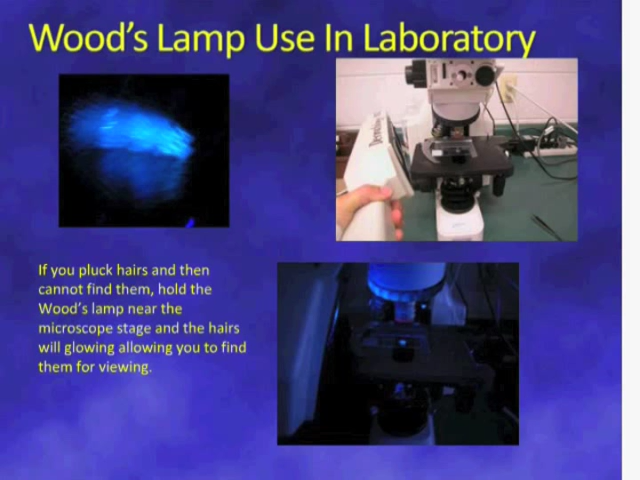 Wood's Lamp Use In Laboratory
If you pluck hairs and then
cannot find them, hold the
Wood's lamp near the
microscope stage and the hairs
will glowing allowing you to find
them for viewing.